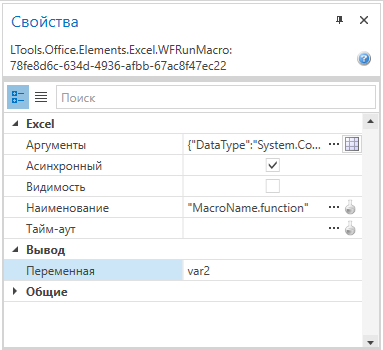 Свойства
LTools.Office.Elements.Excel.WFRunMacro:
78fe8d6c-634d-4936-afbb-67ac8f47ec22
Поиск
Excel
Аргументы {"DataType":"System.Co... ...
Асинхронный
Видимость
Наименование "MacroName.function" ...
Тайм-аут ...
Вывод
Переменная var2
Общие